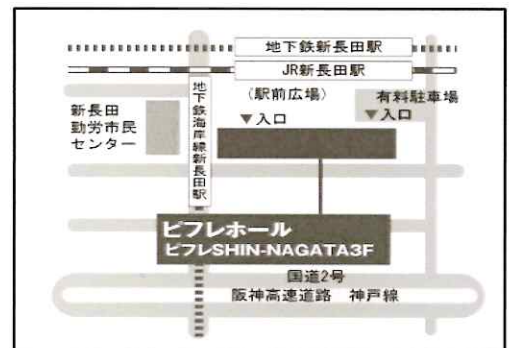 地下鉄新長田駅
JR新長田駅
(駅前広場)
有料駐車場
▼入口
▼入口
新長田
勤労市民
センター
地下鉄海岸線新長田駅
ピフレホール
ピフレSHIN-NAGATA3F
国道2号
阪神高速道路 神戸線